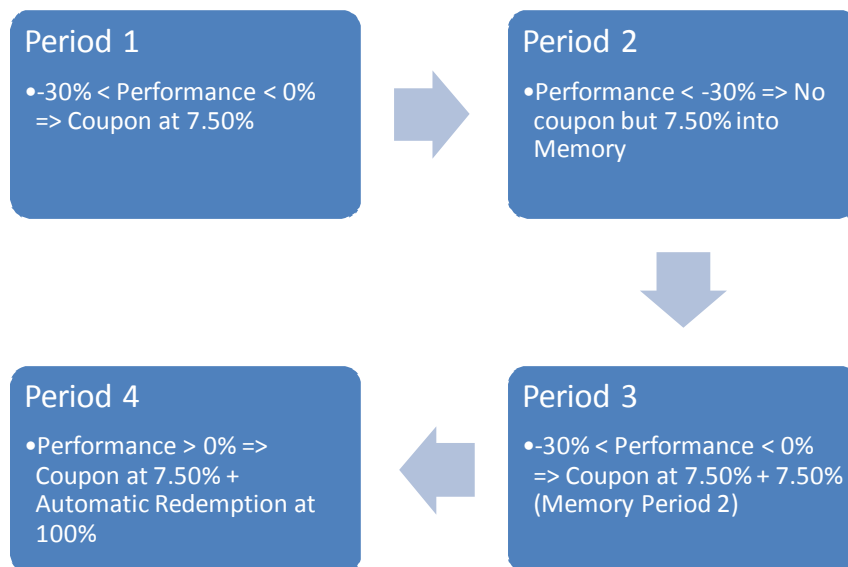 Period 1
•-30% < Performance < 0%
=> Coupon at 7.50%
Period 2
•Performance < -30% => No
coupon but 7.50% into
Memory
Period 3
•-30% < Performance < 0%
=> Coupon at 7.50% + 7.50%
(Memory Period 2)
Period 4
•Performance > 0% =>
Coupon at 7.50% +
Automatic Redemption at
100%